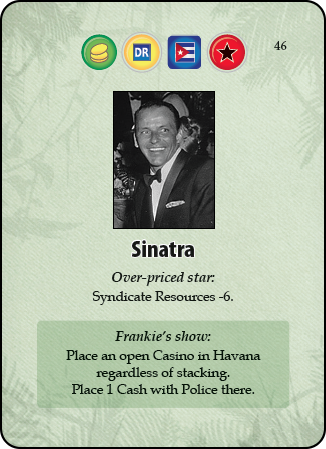 DR
46
Sinatra
Over-priced star:
Syndicate Resources -6.
Frankie's show:
Place an open Casino in Havana
regardless of stacking.
Place 1 Cash with Police there.